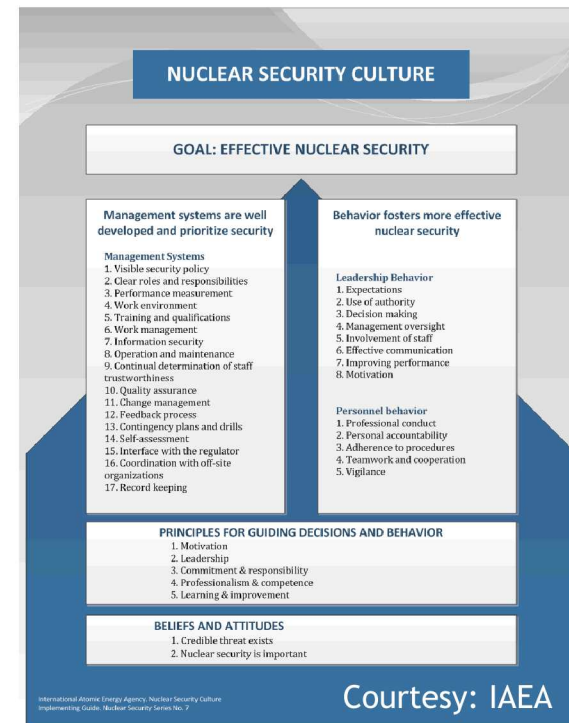 NUCLEAR SECURITY CULTURE
GOAL: EFFECTIVE NUCLEAR SECURITY
Management systems are well
developed and prioritize security
Management Systems
1. Visible security policy
2. Clear roles and responsibilities
3. Performance measurement
4. Work environment
5. Training and qualifications
6. Work management
7. Information security
8. Operation and maintenance
9. Continual determination of staff
trustworthiness
10. Quality assurance
11. Change management
12. Feedback process
13. Contingency plans and drills
14. Self-assessment
15. Interface with the regulator
16. Coordination with off-site
organizations
17. Record keeping
Behavior fosters more effective
nuclear security
Leadership Behavior
1. Expectations
2. Use of authority
3. Decision making
4. Management oversight
5. Involvement of staff
6. Effective communication
7. Improving performance
8. Motivation
Personnel behavior
1. Professional conduct
2. Personal accountability
3. Adherence to procedures
4. Teamwork and cooperation
5. Vigilance
PRINCIPLES FOR GUIDING DECISIONS AND BEHAVIOR
1. Motivation
2. Leadership
3. Commitment & responsibility
4. Professionalism & competence
5. Learning & improvement
BELIEFS AND ATTITUDES
1. Credible threat exists
2. Nuclear security is important
International Atomic Energy Agency. Nuclear Security Culture
Implementing Guide. Nuclear Security Series No. 7
Courtesy: IAEA